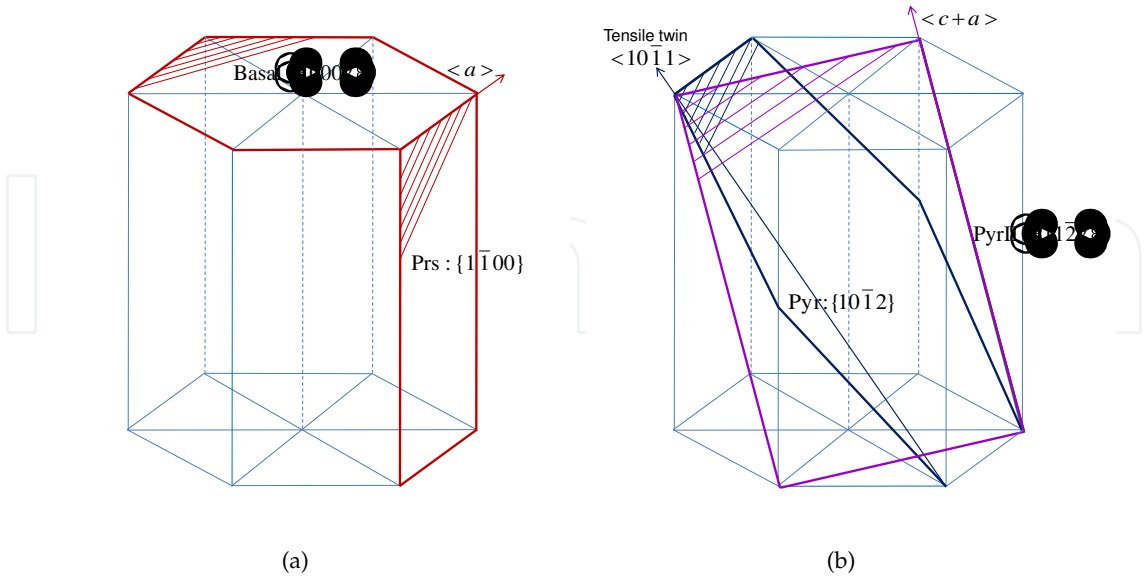 <a>
Prs : {11̅00}
(a)
Tensile twin
<101̅1>
<c+a>
Pyr:{101̅2}
(b)